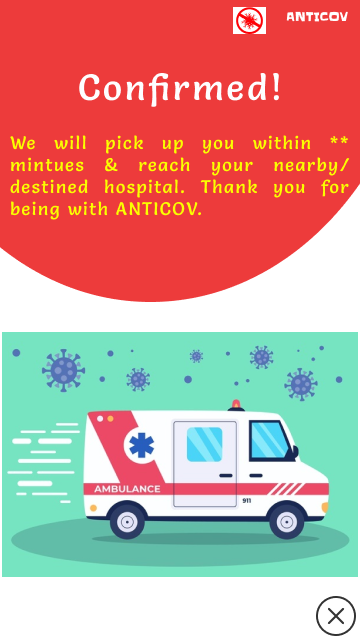 ANTICOV
Confirmed!
We will pick up you within **
mintues & reach your nearby/
destined hospital. Thank you for
being with ANTICOV.
AMBULANCE
911